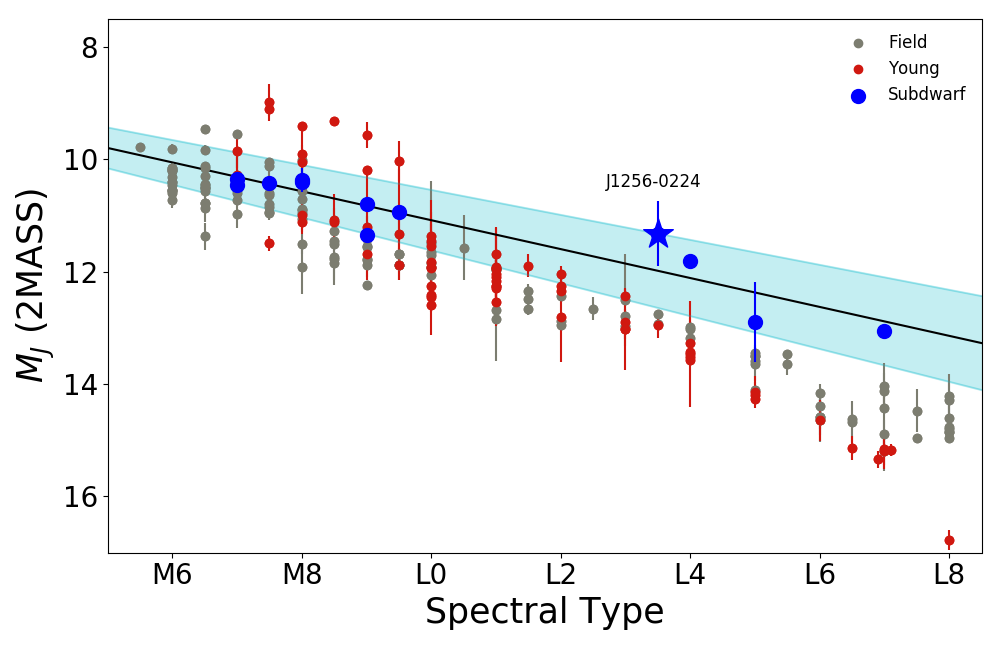 8
10
12
14
16
M_J (2MASS)
Field
Young
Subdwarf
J1256-0224
M6 M8 L0 L2 L4 L6 L8
Spectral Type